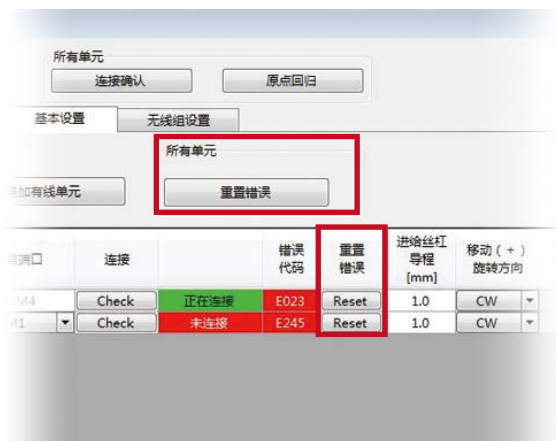 所有单元
连接确认 原点回归
基本设置 无线组设置
所有单元
加有线单元 重置错误
端口 连接 错误代码 重置错误 进给丝杠导程[mm] 移动(+)旋转方向
M4 Check 正在连接 E023 Reset 1.0 CW
M1 Check 未连接 E245 Reset 1.0 CW